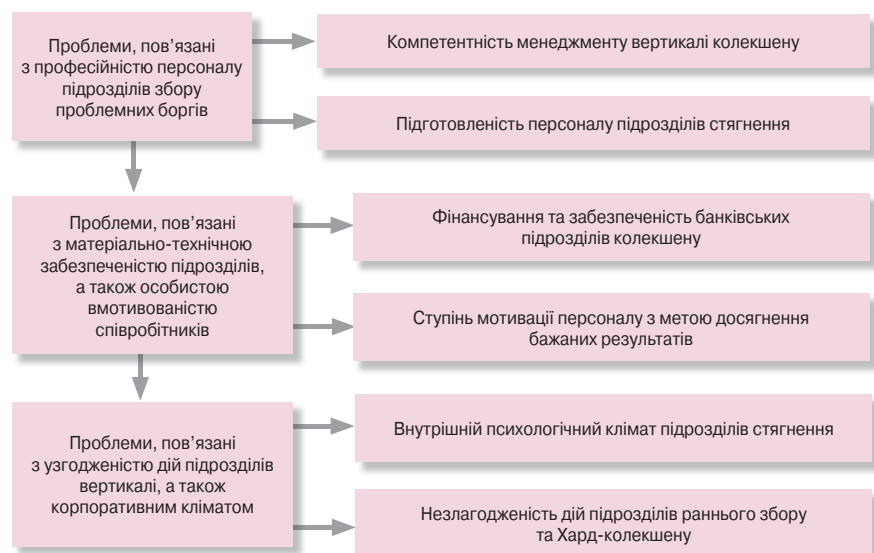 Проблеми, пов’язані
з професійністю персоналу
підрозділів збору
проблемних боргів
Компетентність менеджменту вертикалі колекшену
Підготовленість персоналу підрозділів стягнення
Проблеми, пов’язані
з матеріально-технічною
забезпеченістю підрозділів,
а також особистою
вмотивованістю
співробітників
Фінансування та забезпеченість банківських
підрозділів колекшену
Ступінь мотивації персоналу з метою досягнення
бажаних результатів
Проблеми, пов’язані
з узгодженістю дій підрозділів
вертикалі, а також
корпоративним кліматом
Внутрішній психологічний клімат підрозділів стягнення
Незлагодженість дій підрозділів раннього збору
та Хард-колекшену